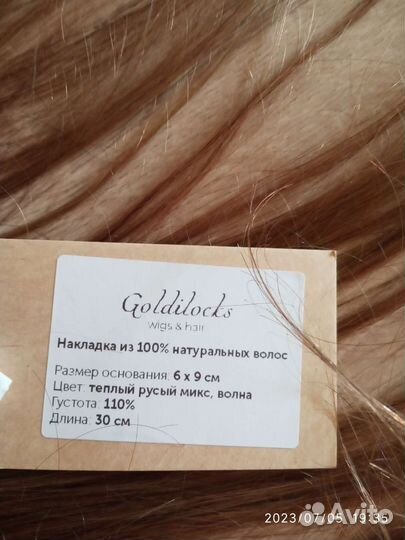 Goldilocks
wigs & hair
Накладка из 100% натуральных волос
Размер основания: 6 x 9 см
Цвет: теплый русый микс, волна
Густота: 110%
Длина: 30 см
2023/07/05 19:35
Avito